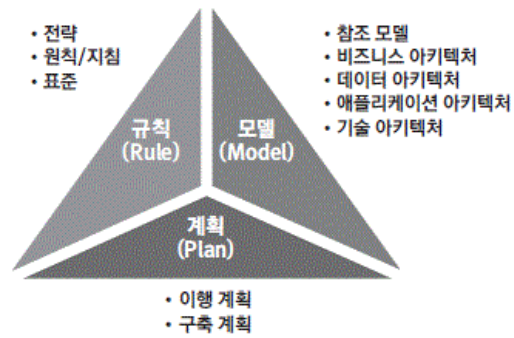 • 전략
• 원칙/지침
• 표준
• 참조 모델
• 비즈니스 아키텍처
• 데이터 아키텍처
• 애플리케이션 아키텍처
• 기술 아키텍처
규칙
(Rule)
모델
(Model)
계획
(Plan)
• 이행 계획
• 구축 계획